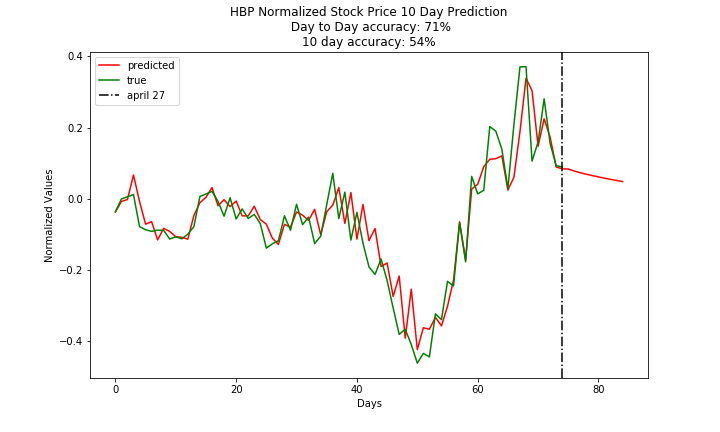 HBP Normalized Stock Price 10 Day Prediction
Day to Day accuracy: 71%
10 day accuracy: 54%
predicted
true
april 27
0.4
0.2
0.0
−0.2
−0.4
Normalized Values
0 20 40 60 80
Days